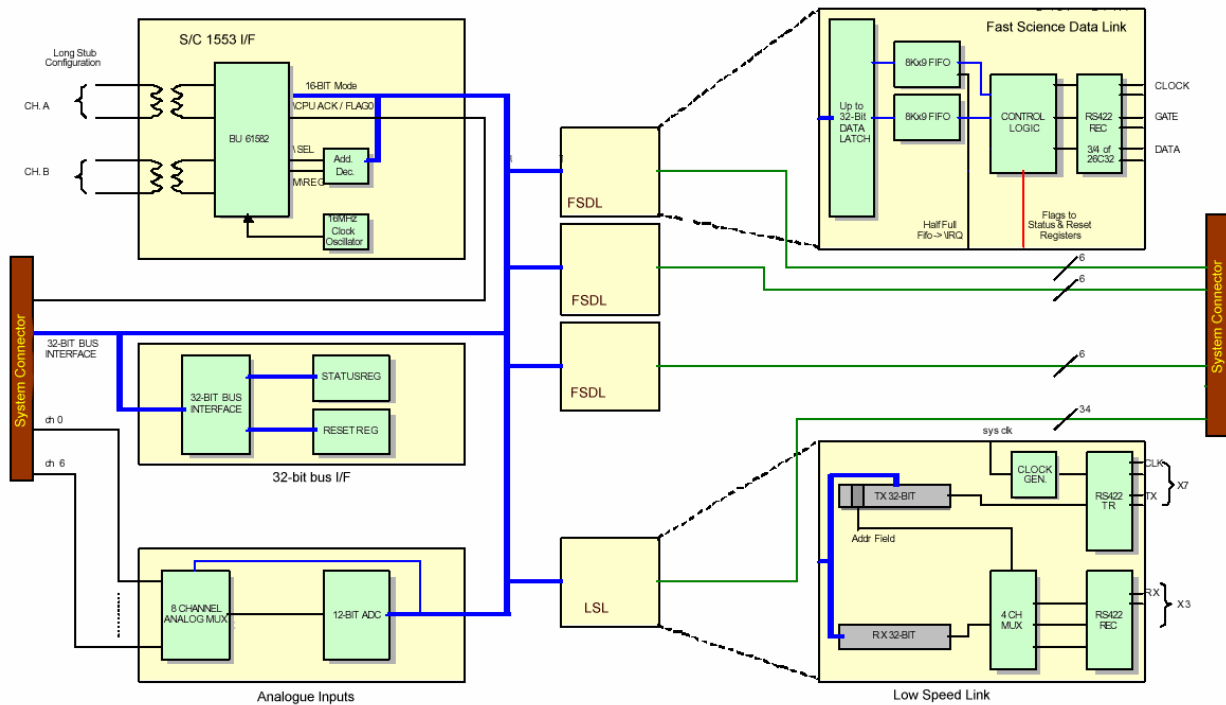 S/C 1553 I/F
Long Stub
Configuration
CH. A
CH. B
16-BIT Mode
\CPU ACK / FLAG0
BU 61582
\SEL
Add.
Dec.
M\REG
16MHz
Clock
Oscillator
System Connector
32-BIT BUS
INTERFACE
32-BIT BUS
INTERFACE
STATUSREG
RESET REG
32-bit bus I/F
ch 0
ch 6
8 CHANNEL
ANALOG MUX
12-BIT ADC
Analogue Inputs
FSDL
FSDL
FSDL
LSL
Fast Science Data Link
Up to
32-Bit
DATA
LATCH
8Kx9 FIFO
8Kx9 FIFO
CONTROL
LOGIC
RS422
REC
3/4 of
26C32
CLOCK
GATE
DATA
Half Full
Fifo-> \IRQ
Flags to
Status & Reset
Registers
6
6
6
34
System Connector
sys clk
CLOCK
GEN.
RS422
TR
CLK
TX
X7
TX 32-BIT
Addr Field
4 CH
MUX
RS422
REC
RX
X3
RX 32-BIT
Low Speed Link